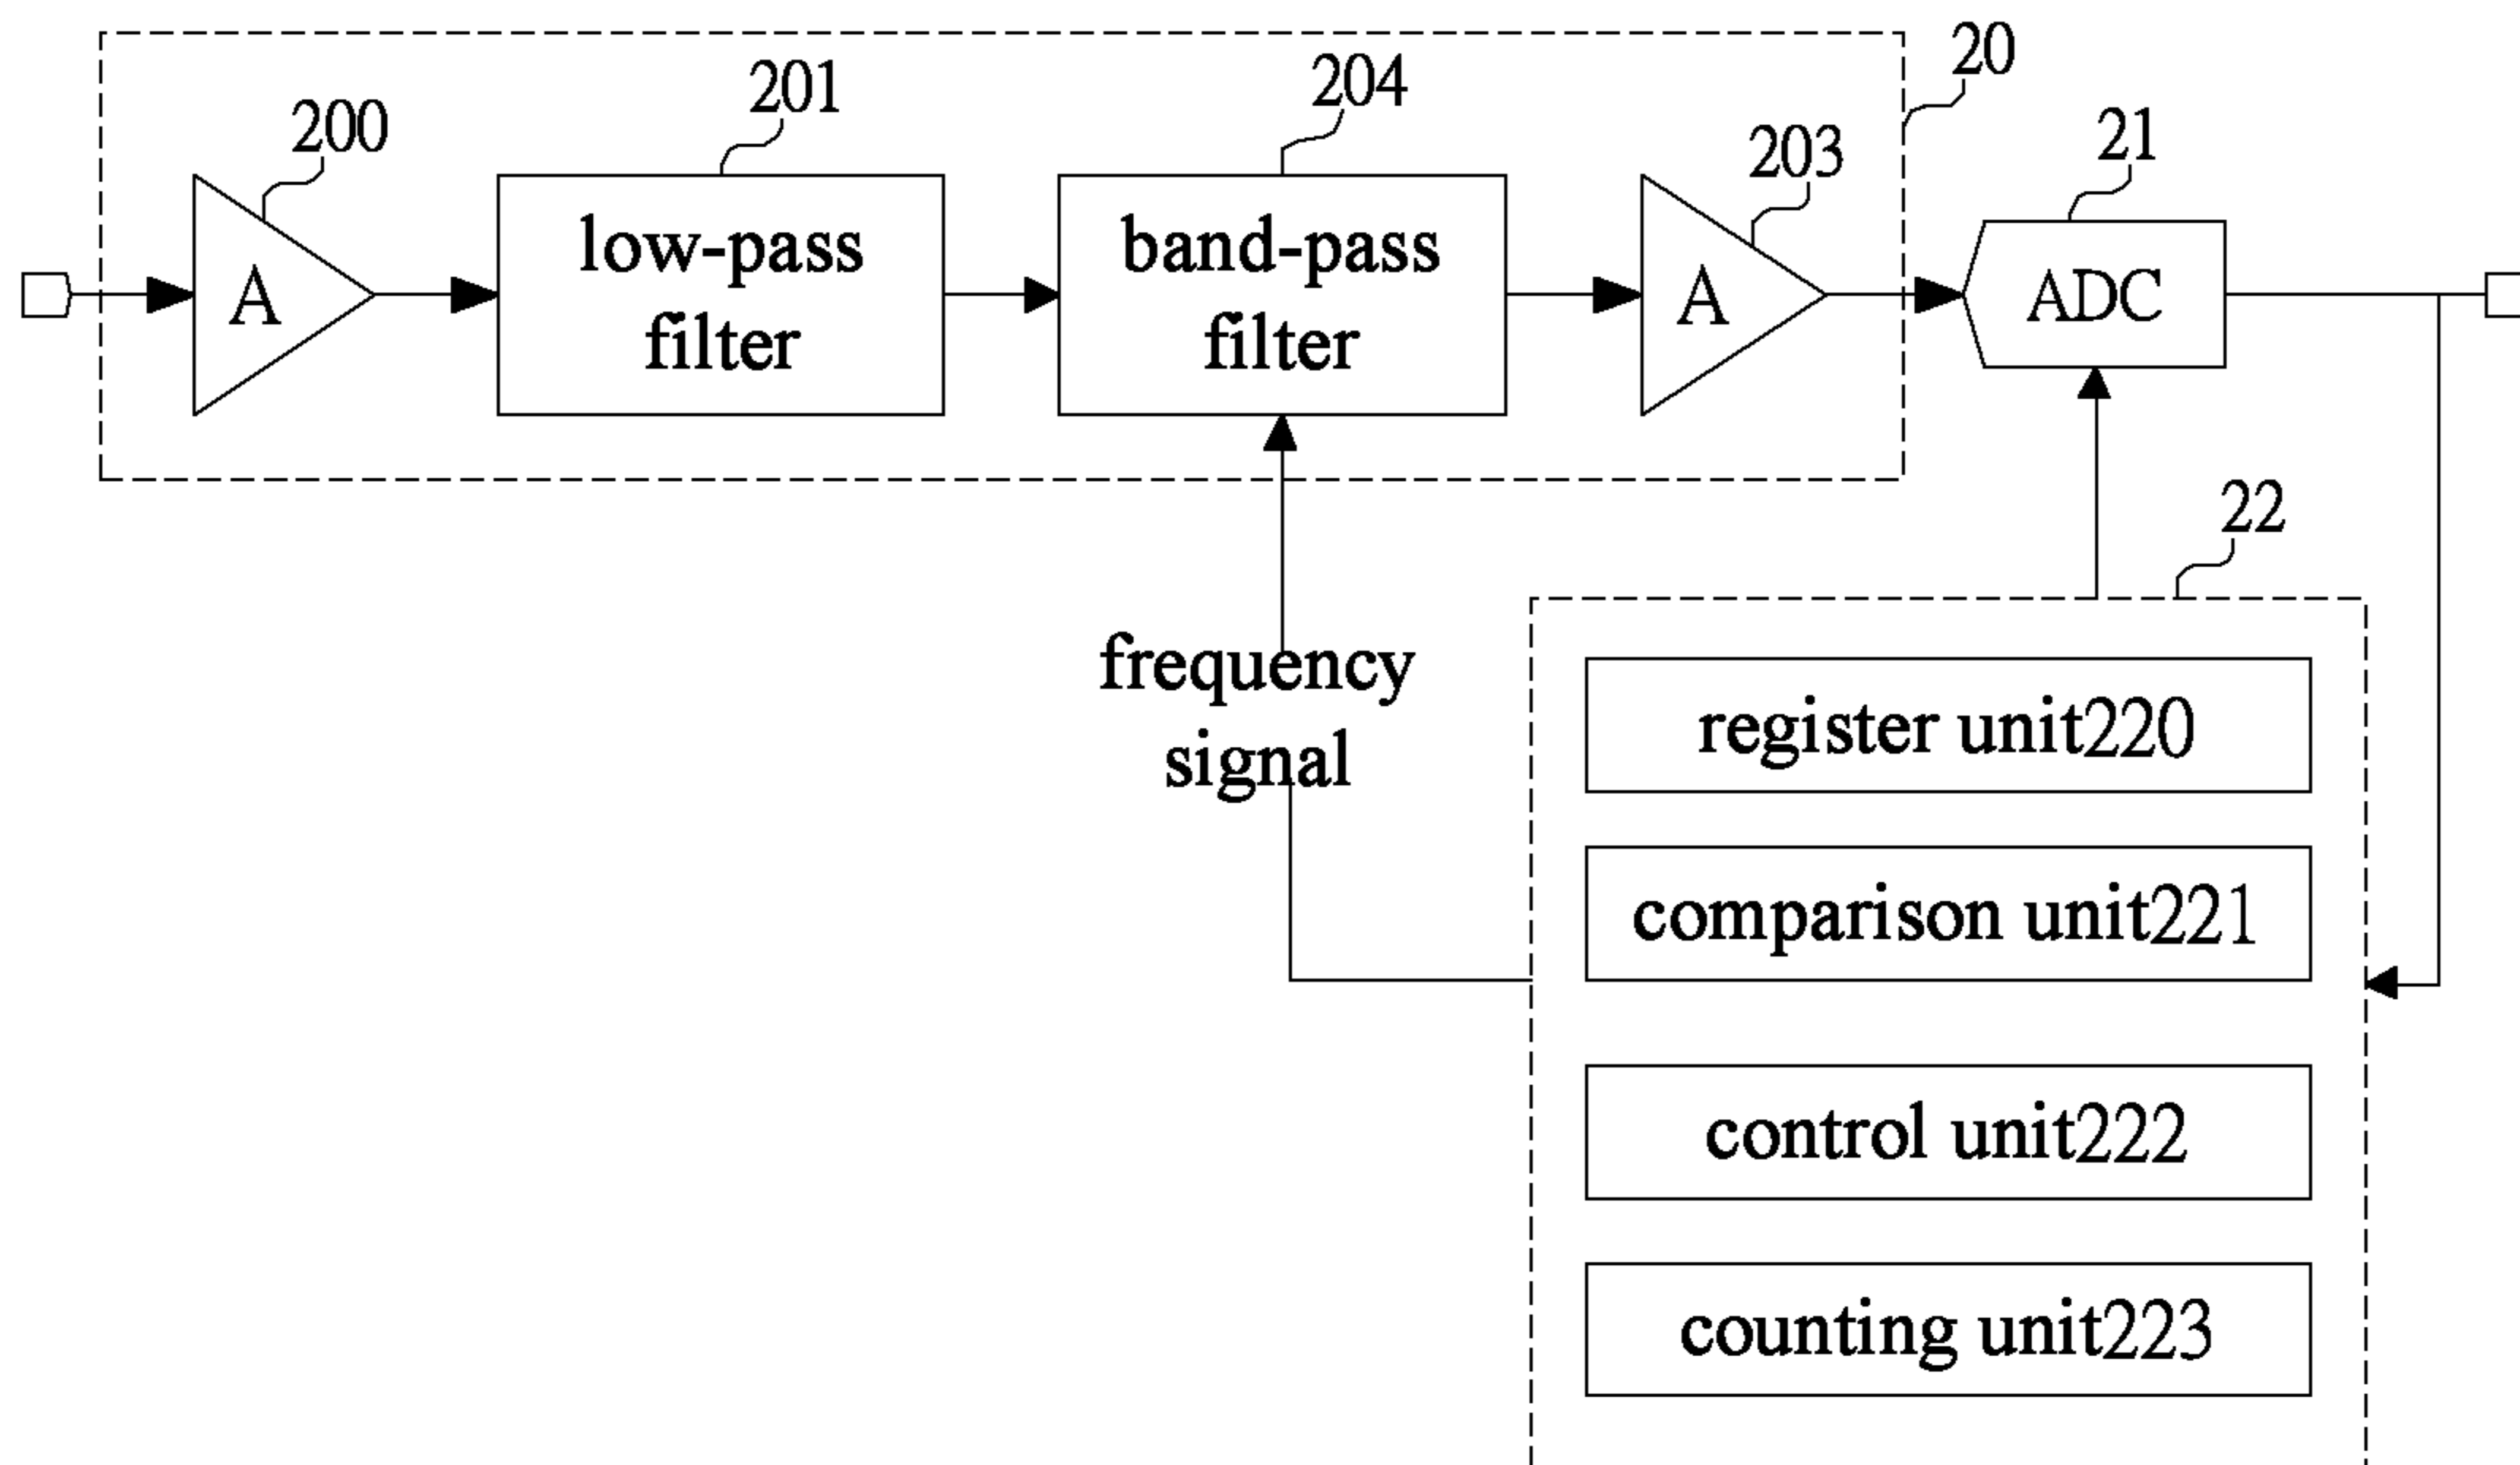 20
204
201
200
21
203
low-pass
filter
band-pass
filter
A
A
ADC
22
frequency
signal
register unit220
comparison unit221
control unit222
counting unit223